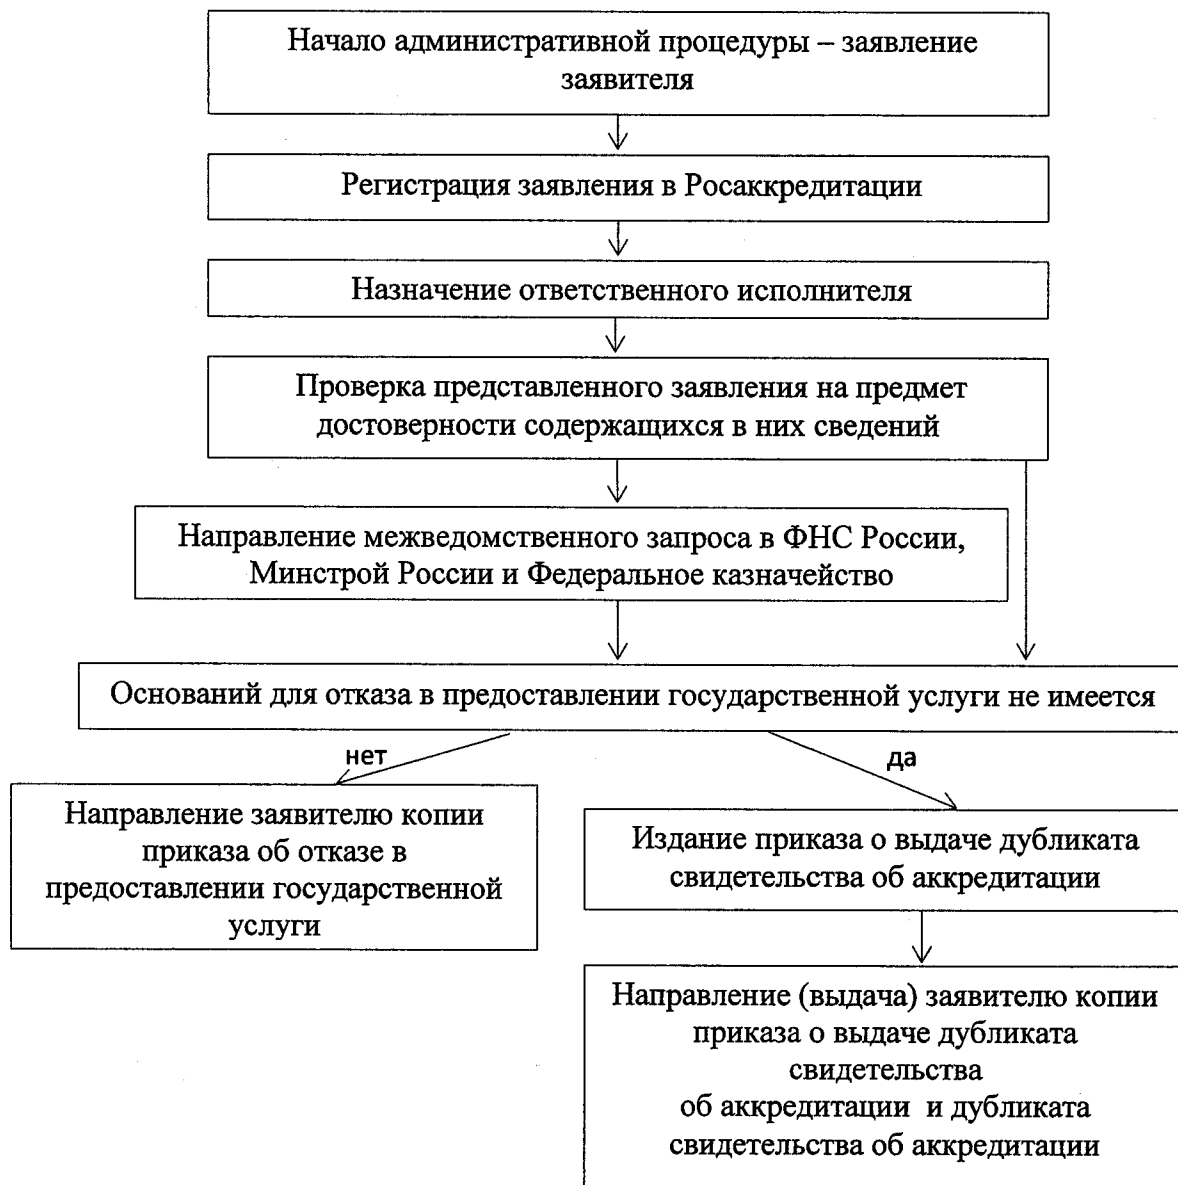 Начало административной процедуры – заявление
заявителя
Регистрация заявления в Росаккредитации
Назначение ответственного исполнителя
Проверка представленного заявления на предмет
достоверности содержащихся в них сведений
Направление межведомственного запроса в ФНС России,
Минстрой России и Федеральное казначейство
Оснований для отказа в предоставлении государственной услуги не имеется
нет
да
Направление заявителю копии
приказа об отказе в
предоставлении государственной
услуги
Издание приказа о выдаче дубликата
свидетельства об аккредитации
Направление (выдача) заявителю копии
приказа о выдаче дубликата
свидетельства
об аккредитации и дубликата
свидетельства об аккредитации